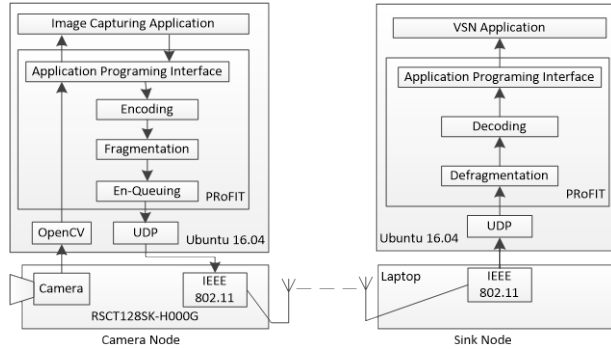 Image Capturing Application
Application Programing Interface
Encoding
Fragmentation
En-Queuing
PRoFIT
OpenCV
UDP
Ubuntu 16.04
Camera
IEEE
802.11
RSCT128SK-H000G
Camera Node
VSN Application
Application Programing Interface
Decoding
Defragmentation
PRoFIT
UDP
Ubuntu 16.04
Laptop
IEEE
802.11
Sink Node